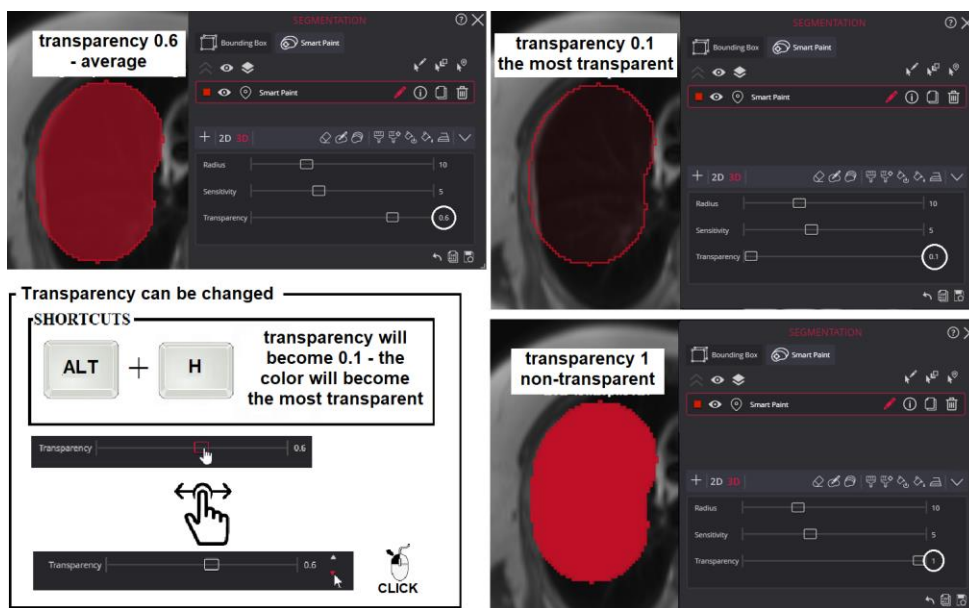 transparency 0.6
- average
SEGMENTATION
Bounding Box
Smart Paint
Smart Paint
2D 3D
Radius
10
Sensitivity
5
Transparency
0.6
transparency 0.1
the most transparent
SEGMENTATION
Bounding Box
Smart Paint
Smart Paint
2D 3D
Radius
10
Sensitivity
5
Transparency
0.1
Transparency can be changed
SHORTCUTS
ALT
+
H
transparency will
become 0.1 - the
color will become
the most transparent
Transparency
0.6
Transparency
0.6
CLICK
transparency 1
non-transparent
SEGMENTATION
Bounding Box
Smart Paint
Smart Paint
2D 3D
Radius
10
Sensitivity
5
Transparency
1